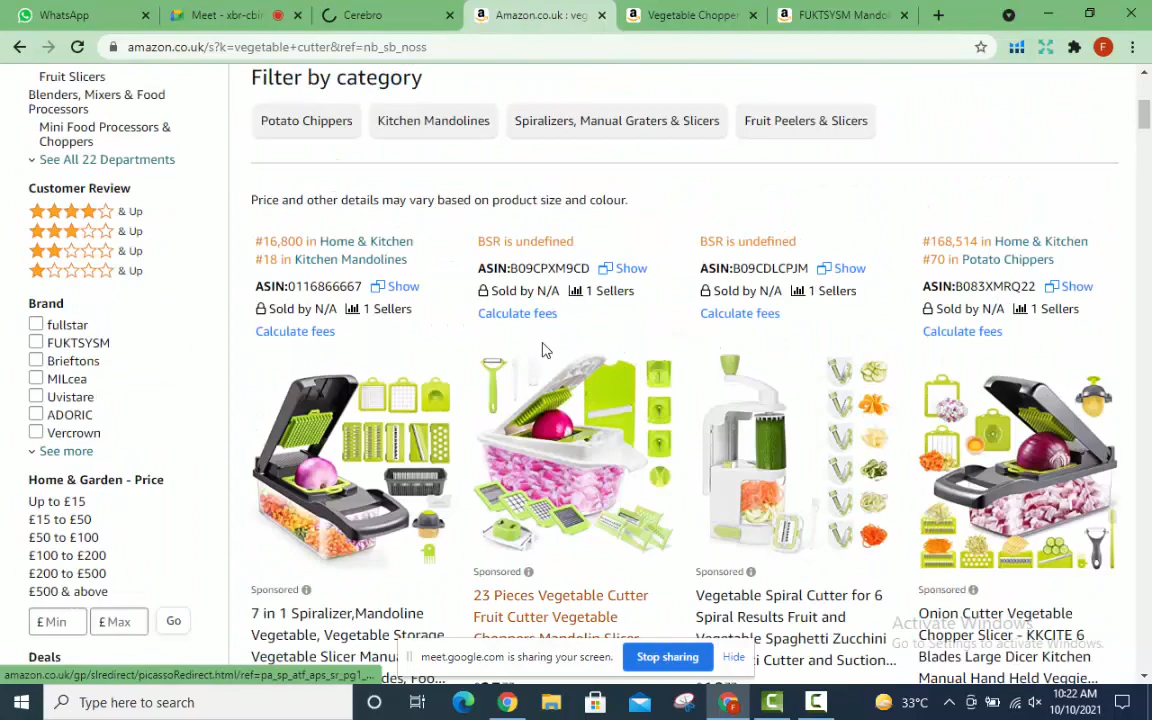 WhatsApp
Meet - xbr-cbir
Cerebro
Amazon.co.uk : veg
Vegetable Chopper
FUKTSYSM Mandol
amazon.co.uk/s?k=vegetable+cutter&ref=nb_sb_noss
F
Fruit Slicers
Blenders, Mixers & Food
Processors
Mini Food Processors &
Choppers
See All 22 Departments
Customer Review
& Up
& Up
& Up
& Up
Brand
fullstar
FUKTSYSM
Brieftons
MILcea
Uvistare
ADORIC
Vercrown
See more
Home & Garden - Price
Up to £15
£15 to £50
£50 to £100
£100 to £200
£200 to £500
£500 & above
£ Min
£ Max
Go
Deals
Filter by category
Potato Chippers
Kitchen Mandolines
Spiralizers, Manual Graters & Slicers
Fruit Peelers & Slicers
Price and other details may vary based on product size and colour.
#16,800 in Home & Kitchen
#18 in Kitchen Mandolines
ASIN:0116866667 Show
Sold by N/A 1 Sellers
Calculate fees
Sponsored
7 in 1 Spiralizer,Mandoline
Vegetable, Vegetable Storage
BSR is undefined
ASIN:B09CPXM9CD Show
Sold by N/A 1 Sellers
Calculate fees
Sponsored
23 Pieces Vegetable Cutter
Fruit Cutter Vegetable
BSR is undefined
ASIN:B09CDLCPJM Show
Sold by N/A 1 Sellers
Calculate fees
Sponsored
Vegetable Spiral Cutter for 6
Spiral Results Fruit and
Vegetable Spaghetti Zucchini
Cutter and Suction...
#168,514 in Home & Kitchen
#70 in Potato Chippers
ASIN:B083XMRQ22 Show
Sold by N/A 1 Sellers
Calculate fees
Sponsored
Onion Cutter Vegetable
Chopper Slicer - KKCITE 6
Blades Large Dicer Kitchen
Manual Hand Held Veggie...
Activate Windows
Go to Settings to activate Windows.
meet.google.com is sharing your screen.
Stop sharing
Hide
amazon.co.uk/gp/slredirect/picassoRedirect.html/ref=pa_sp_atf_aps_sr_pg1_...
Type here to search
33°C
10:22 AM
10/10/2021